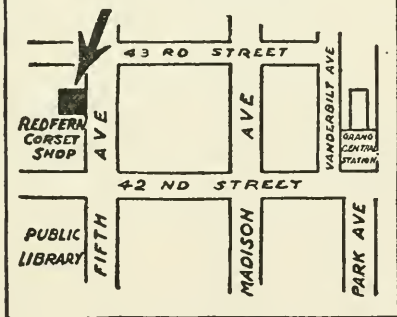 43 RD STREET
REDFERN
CORSET
SHOP
AVE
AVE
VANDERBILT AVE
GRAND
CENTRAL
STATION
42 ND STREET
PUBLIC
LIBRARY
FIFTH
MADISON
PARK AVE